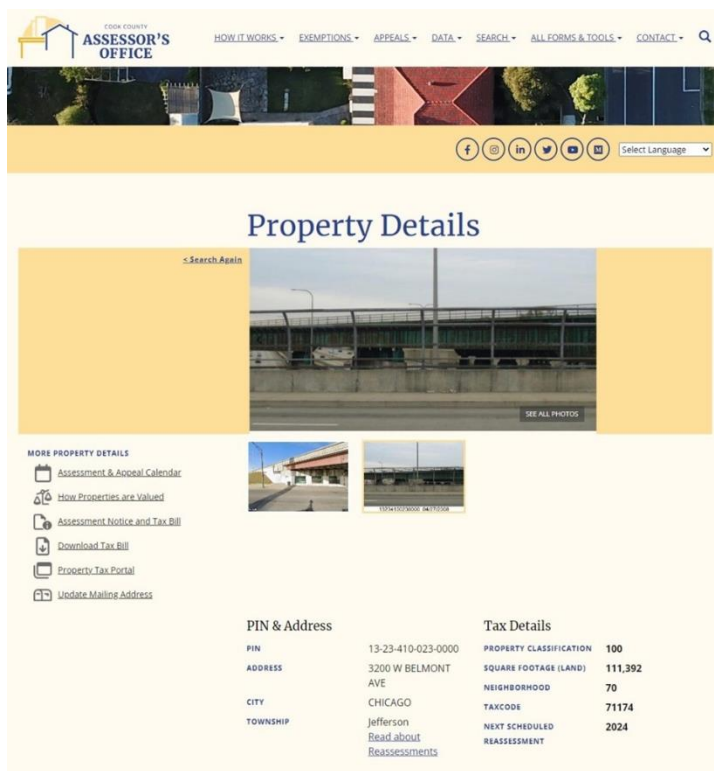 COOK COUNTY
ASSESSOR'S
OFFICE
HOW IT WORKS
EXEMPTIONS
APPEALS
DATA
SEARCH
ALL FORMS & TOOLS
CONTACT
Select Language
Property Details
< Search Again
SEE ALL PHOTOS
13234100230000 04/27/2008
MORE PROPERTY DETAILS
Assessment & Appeal Calendar
How Properties are Valued
Assessment Notice and Tax Bill
Download Tax Bill
Property Tax Portal
Update Mailing Address
PIN & Address
PIN 13-23-410-023-0000
ADDRESS 3200 W BELMONT
AVE
CITY CHICAGO
TOWNSHIP Jefferson
Read about
Reassessments
Tax Details
PROPERTY CLASSIFICATION 100
SQUARE FOOTAGE (LAND) 111,392
NEIGHBORHOOD 70
TAXCODE 71174
NEXT SCHEDULED 2024
REASSESSMENT